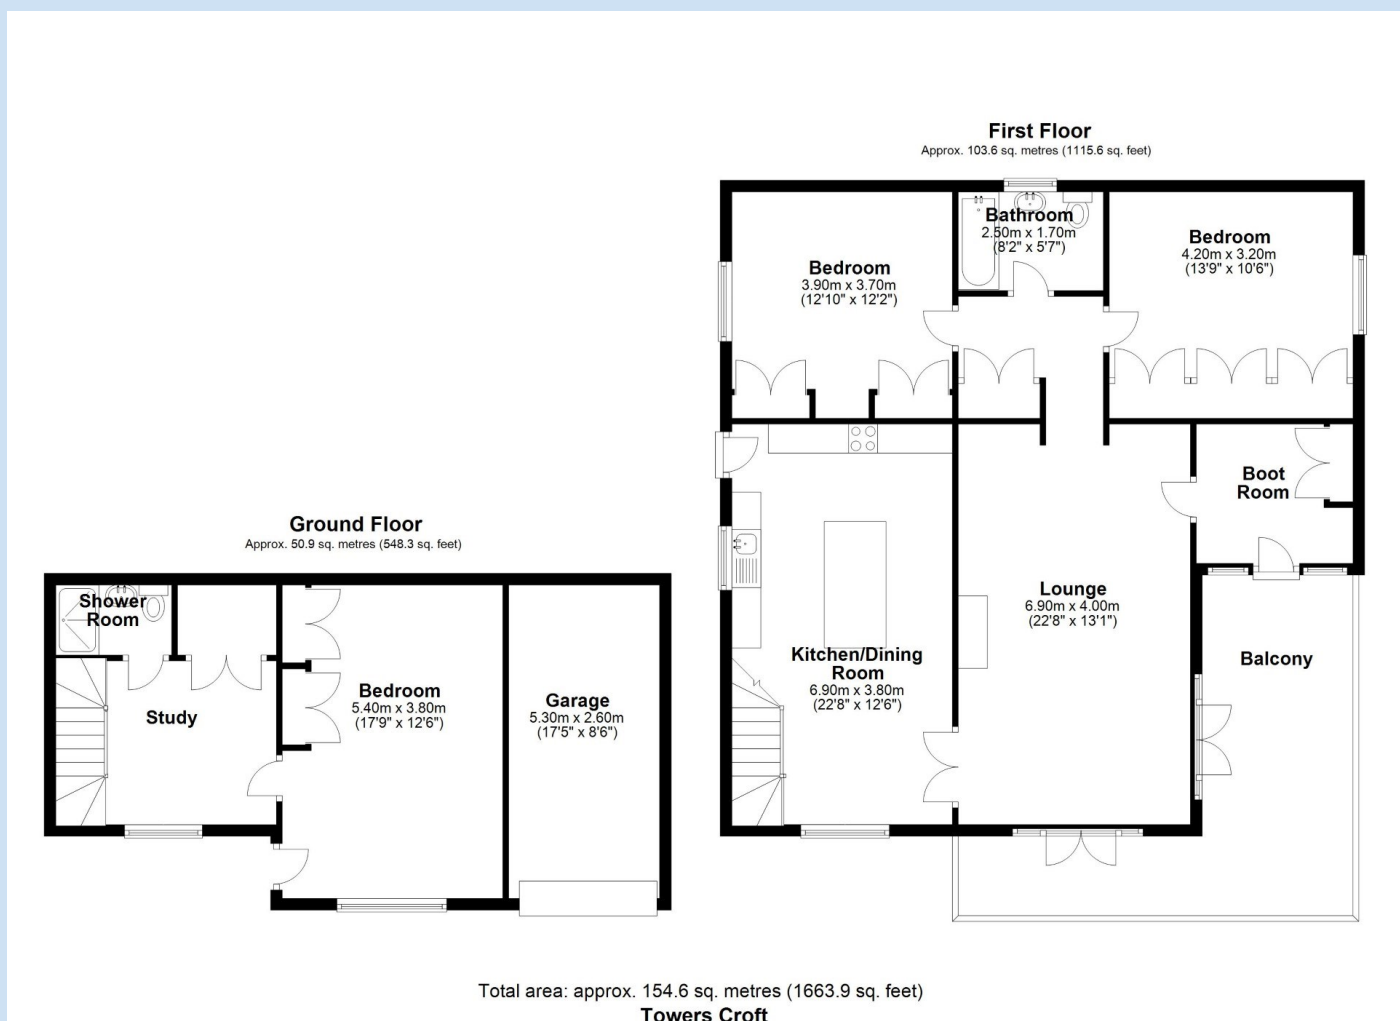 First Floor
Approx. 103.6 sq. metres (1115.6 sq. feet)
Bathroom
2.50m x 1.70m
(8'2" x 5'7")
Bedroom
4.20m x 3.20m
(13'9" x 10'6")
Bedroom
3.90m x 3.70m
(12'10" x 12'2")
Boot
Room
Lounge
6.90m x 4.00m
(22'8" x 13'1")
Kitchen/Dining
Room
6.90m x 3.80m
(22'8" x 12'6")
Balcony
Ground Floor
Approx. 50.9 sq. metres (548.3 sq. feet)
Shower
Room
Study
Bedroom
5.40m x 3.80m
(17'9" x 12'6")
Garage
5.30m x 2.60m
(17'5" x 8'6")
Total area: approx. 154.6 sq. metres (1663.9 sq. feet)
Towers Croft